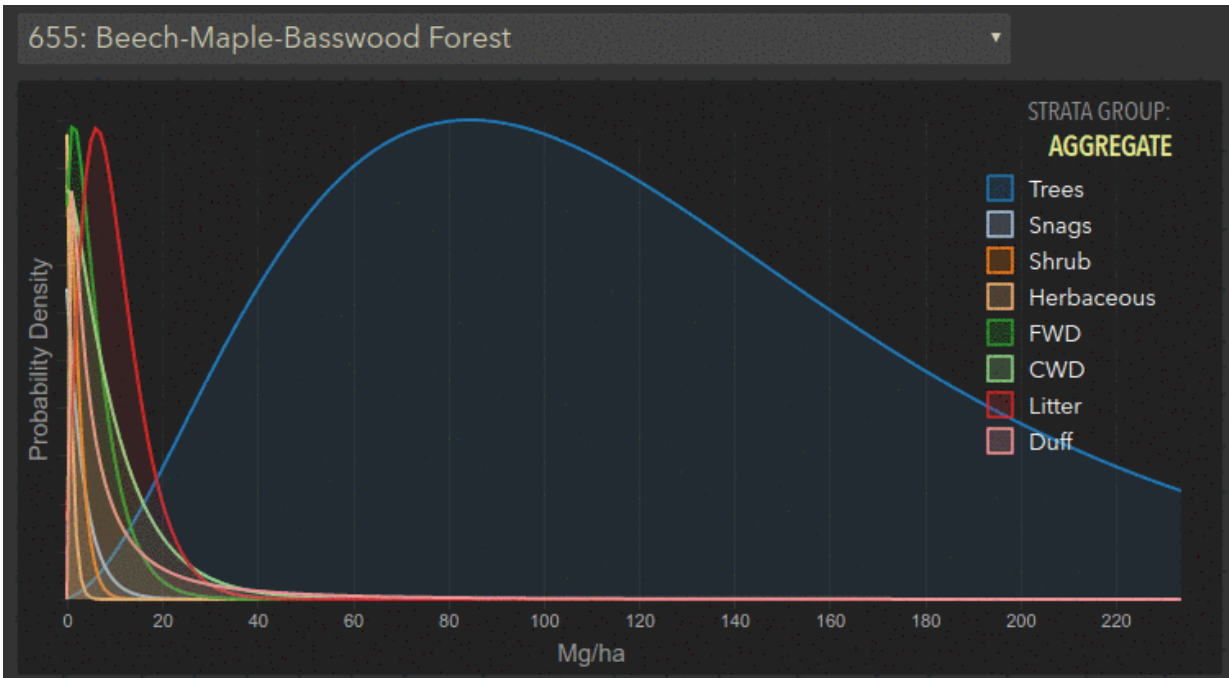 655: Beech-Maple-Basswood Forest
STRATA GROUP:
AGGREGATE
Trees
Snags
Shrub
Herbaceous
FWD
CWD
Litter
Duff
Probability Density
0 20 40 60 80 100 120 140 160 180 200 220
Mg/ha